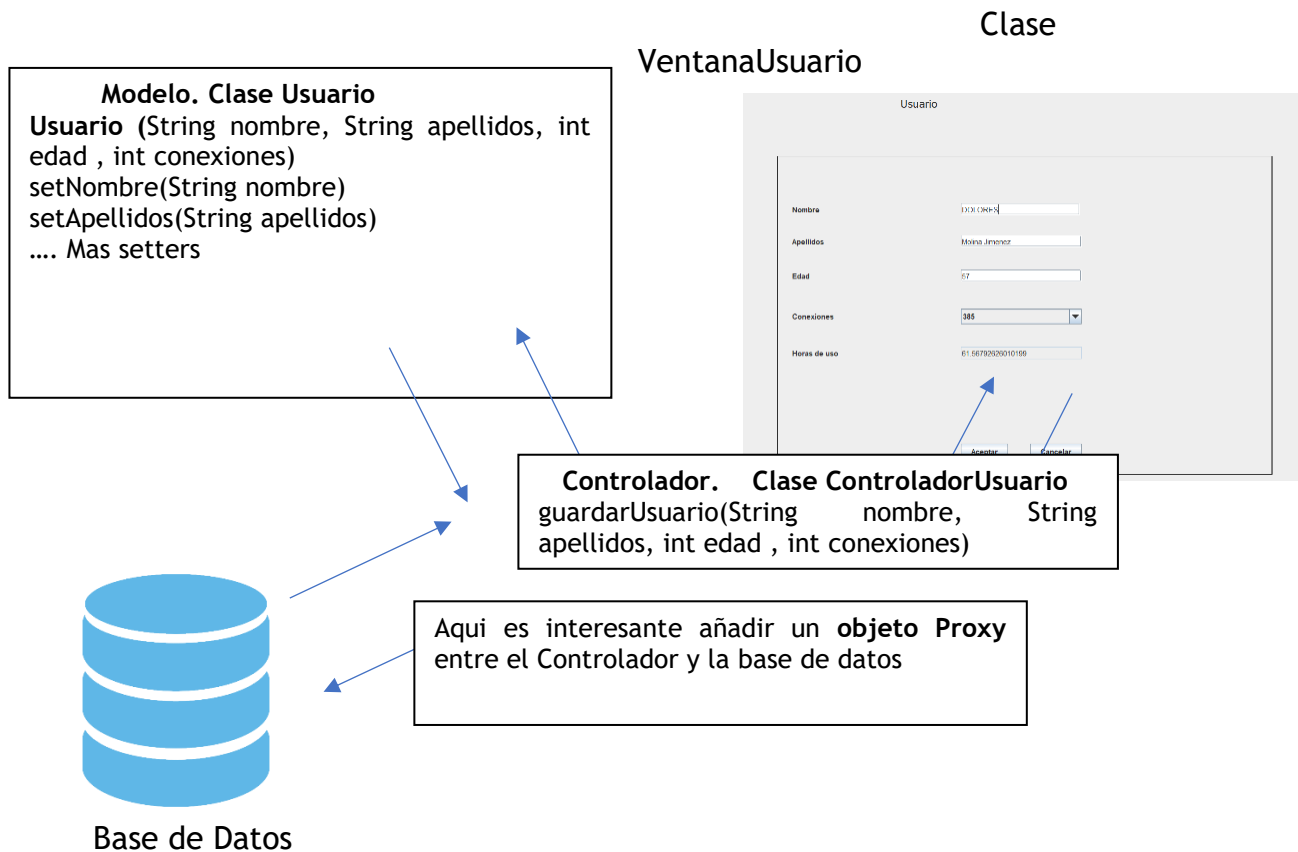 Clase
VentanaUsuario
Modelo. Clase Usuario
Usuario (String nombre, String apellidos, int
edad , int conexiones)
setNombre(String nombre)
setApellidos(String apellidos)
…. Mas setters
Usuario
Nombre
DOLORES
Apellidos
Molina Jimenez
Edad
57
Conexiones
385
Horas de uso
61.56792626010199
Aceptar
Cancelar
Controlador. Clase ControladorUsuario
guardarUsuario(String nombre, String
apellidos, int edad , int conexiones)
Aqui es interesante añadir un objeto Proxy
entre el Controlador y la base de datos
Base de Datos